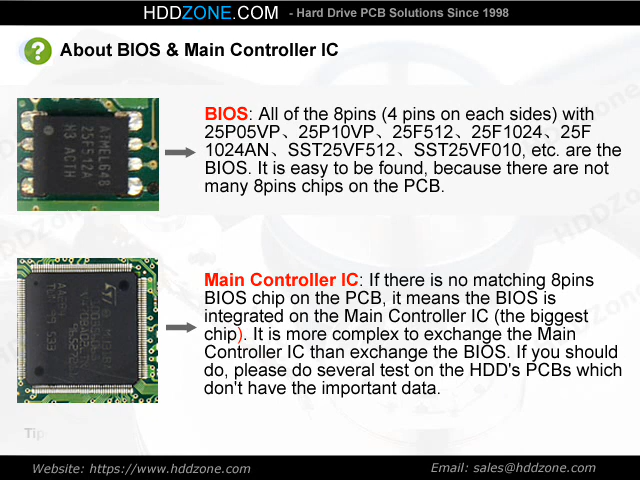 HDDZONE.COM - Hard Drive PCB Solutions Since 1998
? About BIOS & Main Controller IC
ATMEL648
25F512A
N3 ACTH
BIOS: All of the 8pins (4 pins on each sides) with
25P05VP、25P10VP、25F512、25F1024、25F
1024AN、SST25VF512、SST25VF010, etc. are the
BIOS. It is easy to be found, because there are not
many 8pins chips on the PCB.
Main Controller IC: If there is no matching 8pins
BIOS chip on the PCB, it means the BIOS is
integrated on the Main Controller IC (the biggest
chip). It is more complex to exchange the Main
Controller IC than exchange the BIOS. If you should
do, please do several test on the HDD's PCBs which
don't have the important data.
Tip
Website: https://www.hddzone.com Email: sales@hddzone.com